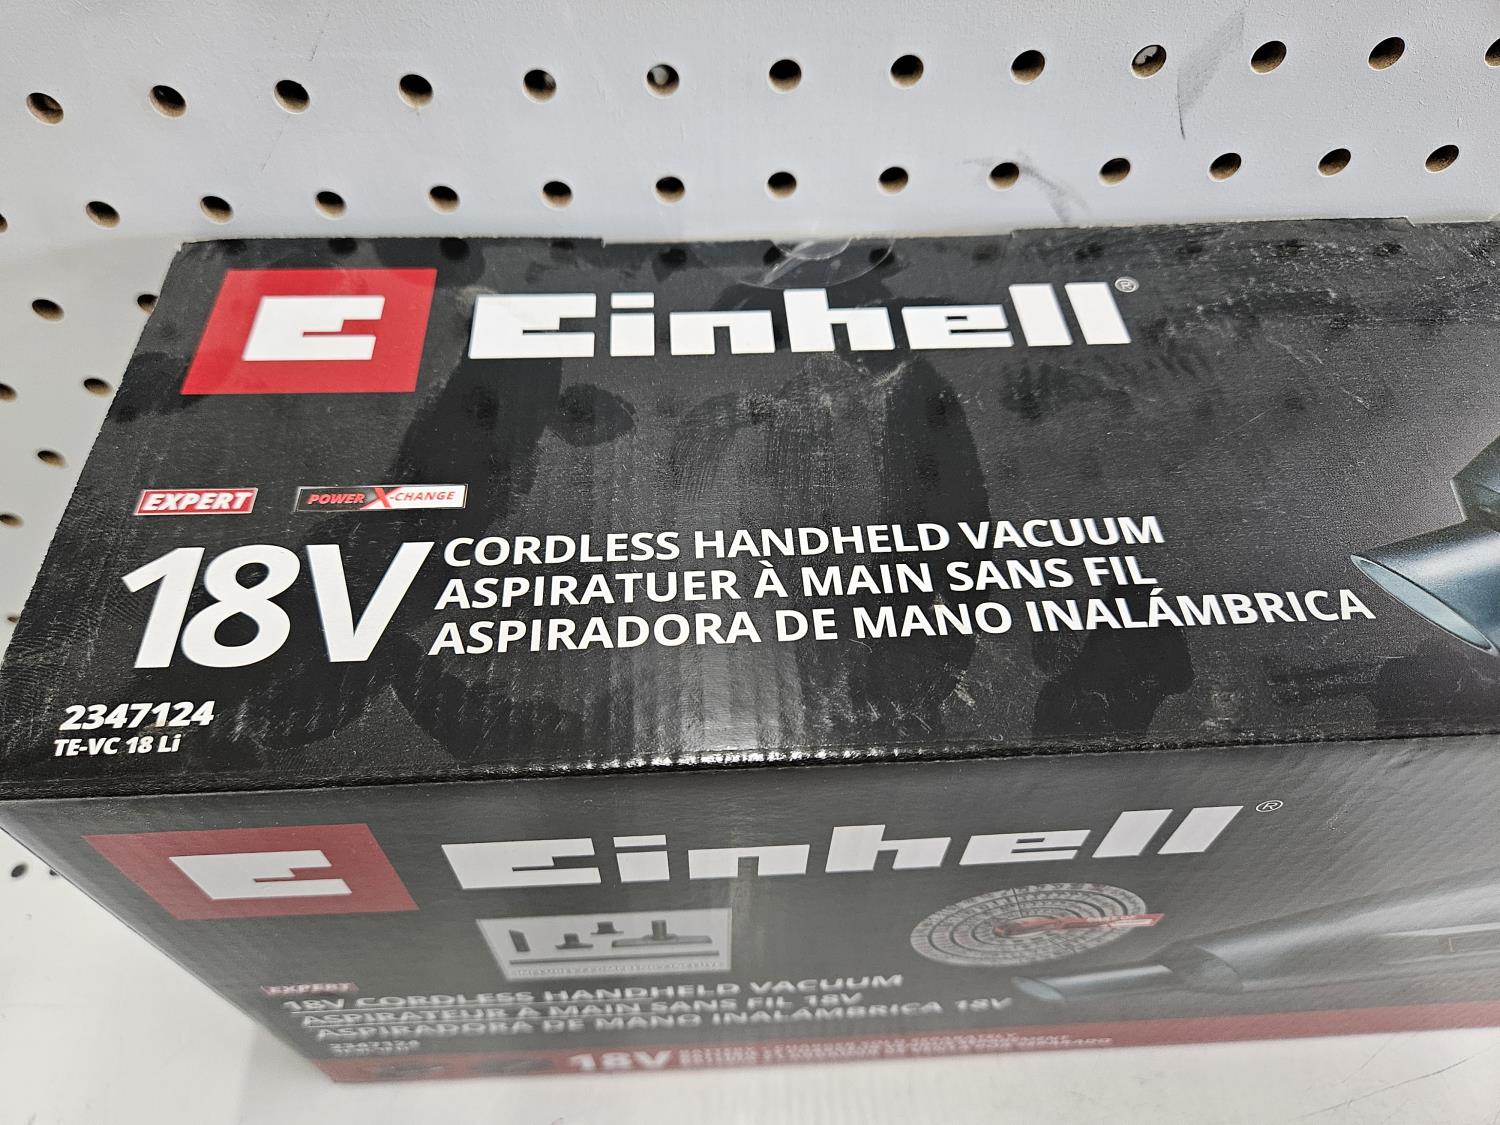 Einhell®
EXPERT
POWER X-CHANGE
18V
CORDLESS HANDHELD VACUUM
ASPIRATUER À MAIN SANS FIL
ASPIRADORA DE MANO INALÁMBRICA
2347124
TE-VC 18 Li
Einhell®
EXPERT
18V CORDLESS HANDHELD VACUUM
ASPIRATEUR À MAIN SANS FIL 18V
ASPIRADORA DE MANO INALÁMBRICA 18V
2347124
18V